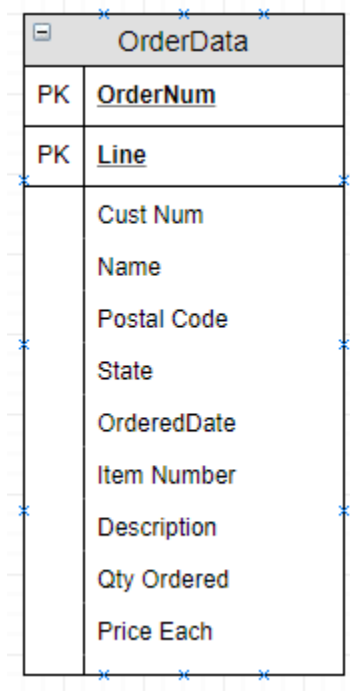 OrderData
PK OrderNum
PK Line
Cust Num
Name
Postal Code
State
OrderedDate
Item Number
Description
Qty Ordered
Price Each